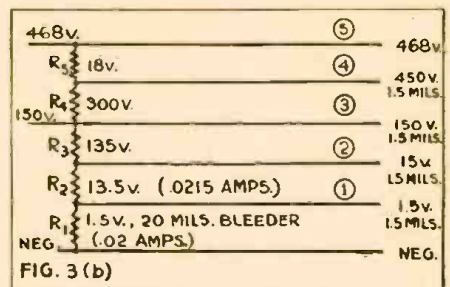 468v. ⑤ 468v.
R5 18v. ④ 450v.
1.5 MILS.
R4 300v. ③
150v. 150v.
1.5 MILS.
R3 135v. ② 15v.
1.5 MILS.
R2 13.5v. (.0215 AMPS.) ①
1.5v.
R1 1.5v., 20 MILS. BLEEDER 1.5 MILS.
NEG. (.02 AMPS.) NEG.
FIG. 3(b)